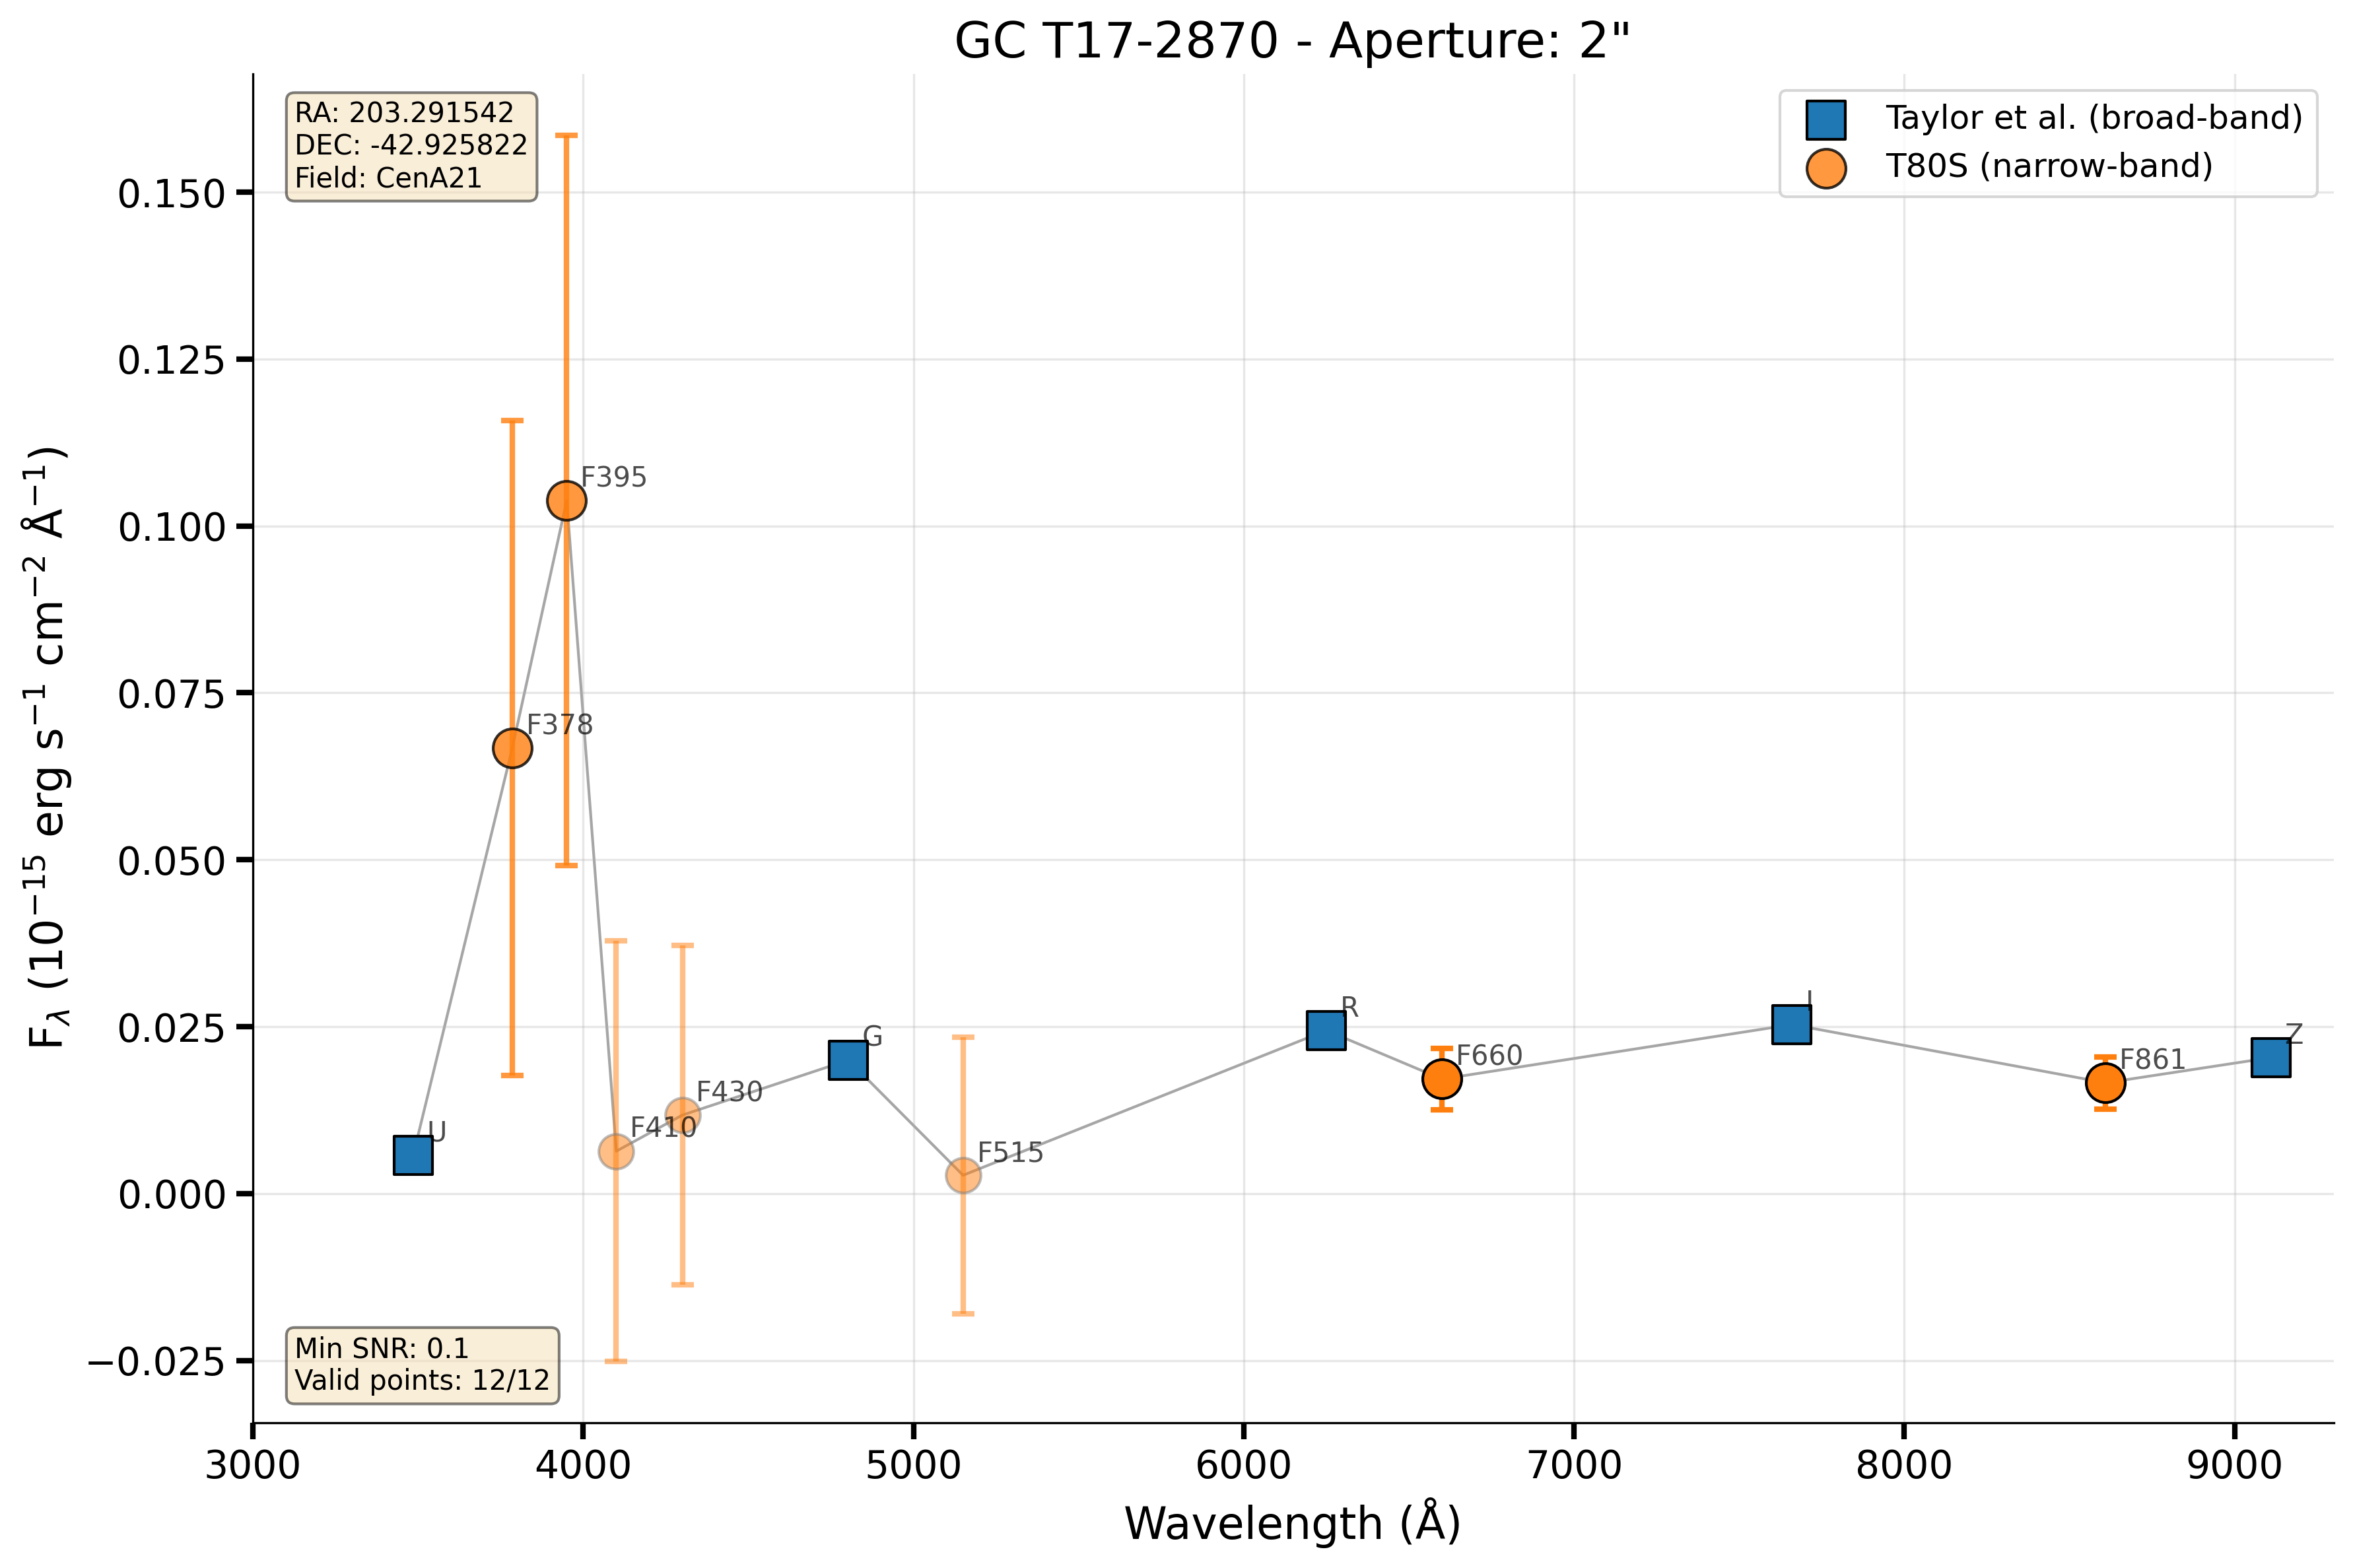 GC T17-2870 - Aperture: 2"
RA: 203.291542
DEC: -42.925822
Field: CenA21
Taylor et al. (broad-band)
T80S (narrow-band)
F_λ (10⁻¹⁵ erg s⁻¹ cm⁻² Å⁻¹)
0.150
0.125
0.100
0.075
0.050
0.025
0.000
−0.025
F395
F378
U
F410
F430
G
F515
R
F660
I
F861
Z
Min SNR: 0.1
Valid points: 12/12
3000 4000 5000 6000 7000 8000 9000
Wavelength (Å)